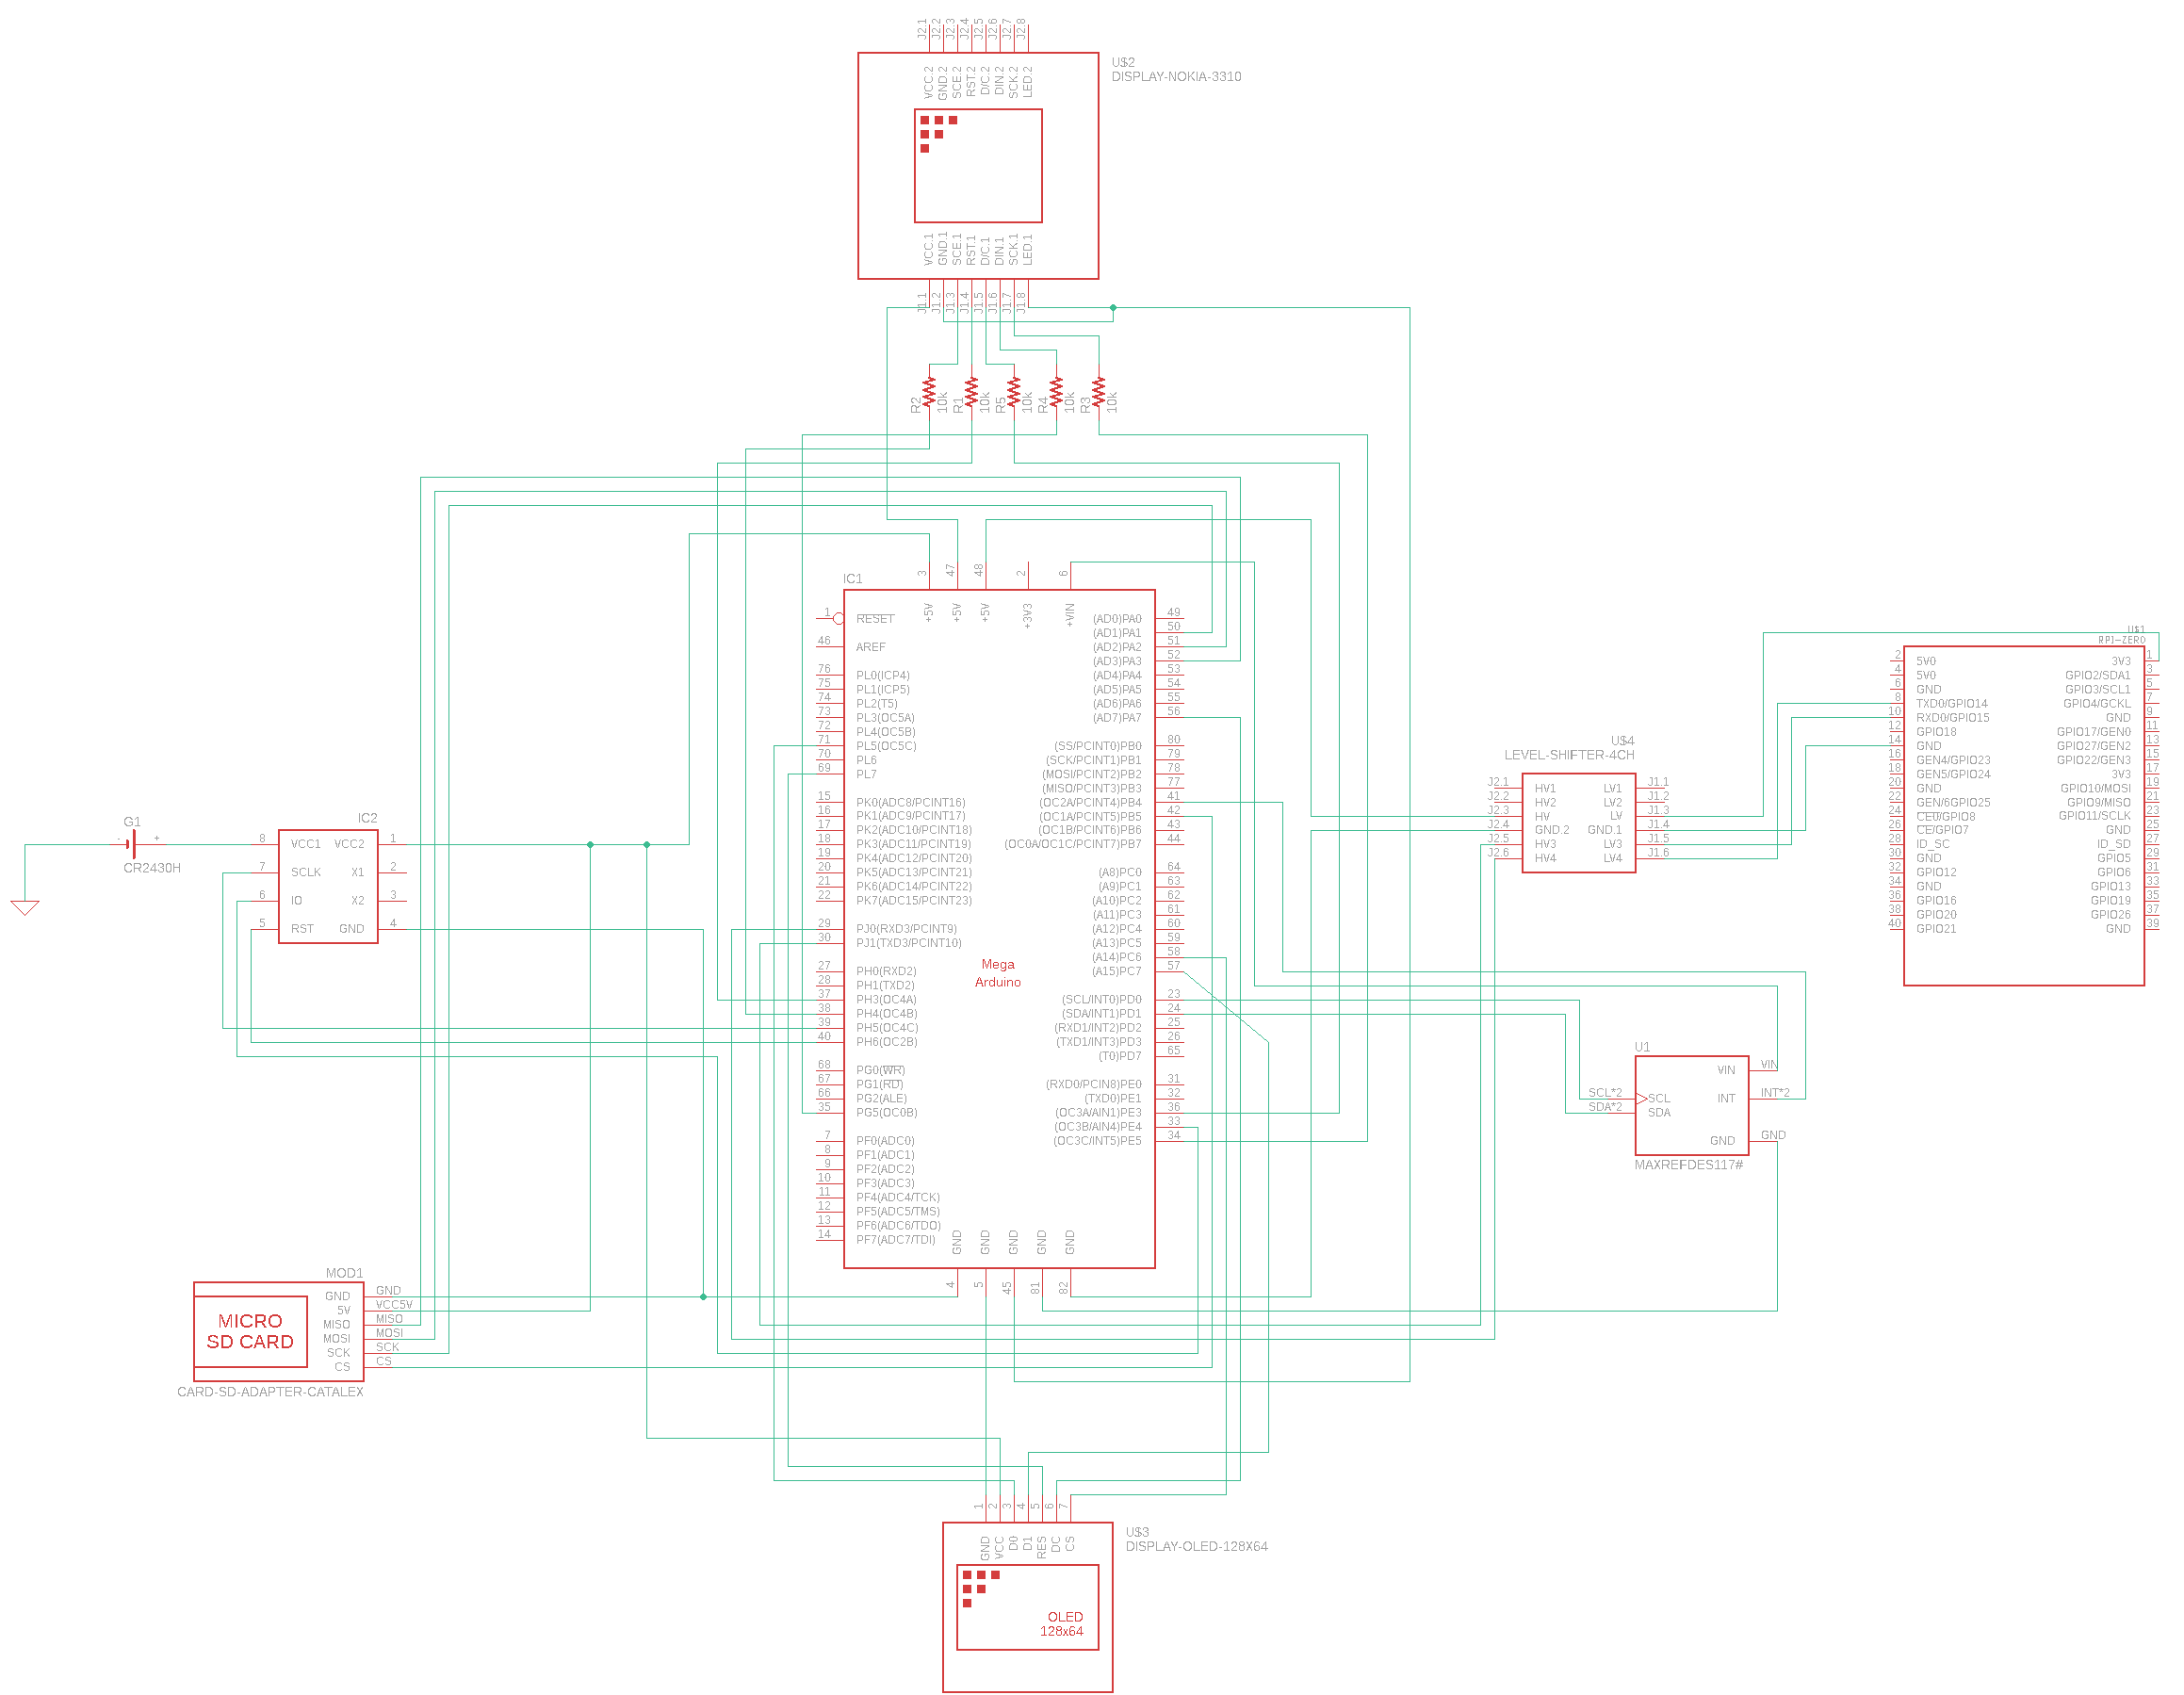 J2.1
J2.2
J2.3
J2.4
J2.5
J2.6
J2.7
J2.8
U$2
DISPLAY-NOKIA-3310
VCC.2
GND.2
SCE.2
RST.2
D/C.2
DIN.2
SCK.2
LED.2
VCC.1
GND.1
SCE.1
RST.1
D/C.1
DIN.1
SCK.1
LED.1
J1.1
J1.2
J1.3
J1.4
J1.5
J1.6
J1.7
J1.8
R2
10k
R1
10k
R5
10k
R4
10k
R3
10k
IC1
3
47
48
2
6
+5V
+5V
+5V
+3V3
+VIN
1 RESET
46 AREF
76 PL0(ICP4)
75 PL1(ICP5)
74 PL2(T5)
73 PL3(OC5A)
72 PL4(OC5B)
71 PL5(OC5C)
70 PL6
69 PL7
15 PK0(ADC8/PCINT16)
16 PK1(ADC9/PCINT17)
17 PK2(ADC10/PCINT18)
18 PK3(ADC11/PCINT19)
19 PK4(ADC12/PCINT20)
20 PK5(ADC13/PCINT21)
21 PK6(ADC14/PCINT22)
22 PK7(ADC15/PCINT23)
29 PJ0(RXD3/PCINT9)
30 PJ1(TXD3/PCINT10)
27 PH0(RXD2)
28 PH1(TXD2)
37 PH3(OC4A)
38 PH4(OC4B)
39 PH5(OC4C)
40 PH6(OC2B)
68 PG0(WR)
67 PG1(RD)
66 PG2(ALE)
35 PG5(OC0B)
7 PF0(ADC0)
8 PF1(ADC1)
9 PF2(ADC2)
10 PF3(ADC3)
11 PF4(ADC4/TCK)
12 PF5(ADC5/TMS)
13 PF6(ADC6/TDO)
14 PF7(ADC7/TDI)
Mega
Arduino
(AD0)PA0 49
(AD1)PA1 50
(AD2)PA2 51
(AD3)PA3 52
(AD4)PA4 53
(AD5)PA5 54
(AD6)PA6 55
(AD7)PA7 56
(SS/PCINT0)PB0 80
(SCK/PCINT1)PB1 79
(MOSI/PCINT2)PB2 78
(MISO/PCINT3)PB3 77
(OC2A/PCINT4)PB4 41
(OC1A/PCINT5)PB5 42
(OC1B/PCINT6)PB6 43
(OC0A/OC1C/PCINT7)PB7 44
(A8)PC0 64
(A9)PC1 63
(A10)PC2 62
(A11)PC3 61
(A12)PC4 60
(A13)PC5 59
(A14)PC6 58
(A15)PC7 57
(SCL/INT0)PD0 23
(SDA/INT1)PD1 24
(RXD1/INT2)PD2 25
(TXD1/INT3)PD3 26
(T0)PD7 65
(RXD0/PCIN8)PE0 31
(TXD0)PE1 32
(OC3A/AIN1)PE3 36
(OC3B/AIN4)PE4 33
(OC3C/INT5)PE5 34
GND
GND
GND
GND
GND
4
5
45
81
82
G1
- +
CR2430H
IC2
8 VCC1 VCC2 1
7 SCLK X1 2
6 IO X2 3
5 RST GND 4
MOD1
MICRO
SD CARD
GND GND
5V VCC5V
MISO MISO
MOSI MOSI
SCK SCK
CS CS
CARD-SD-ADAPTER-CATALEX
U$4
LEVEL-SHIFTER-4CH
J2.1 HV1 LV1 J1.1
J2.2 HV2 LV2 J1.2
J2.3 HV LV J1.3
J2.4 GND.2 GND.1 J1.4
J2.5 HV3 LV3 J1.5
J2.6 HV4 LV4 J1.6
U$1
RPI-ZERO
2 5V0 3V3 1
4 5V0 GPIO2/SDA1 3
6 GND GPIO3/SCL1 5
8 TXD0/GPIO14 GPIO4/GCKL 7
10 RXD0/GPIO15 GND 9
12 GPIO18 GPIO17/GEN0 11
14 GND GPIO27/GEN2 13
16 GEN4/GPIO23 GPIO22/GEN3 15
18 GEN5/GPIO24 3V3 17
20 GND GPIO10/MOSI 19
22 GEN/6GPIO25 GPIO9/MISO 21
24 CE0/GPIO8 GPIO11/SCLK 23
26 CE/GPIO7 GND 25
28 ID_SC ID_SD 27
30 GND GPIO5 29
32 GPIO12 GPIO6 31
34 GND GPIO13 33
36 GPIO16 GPIO19 35
38 GPIO20 GPIO26 37
40 GPIO21 GND 39
U1
VIN VIN
SCL*2 SCL INT INT*2
SDA*2 SDA
GND GND
MAXREFDES117#
1
2
3
4
5
6
7
GND
VCC
D0
D1
RES
DC
CS
U$3
DISPLAY-OLED-128X64
OLED
128x64